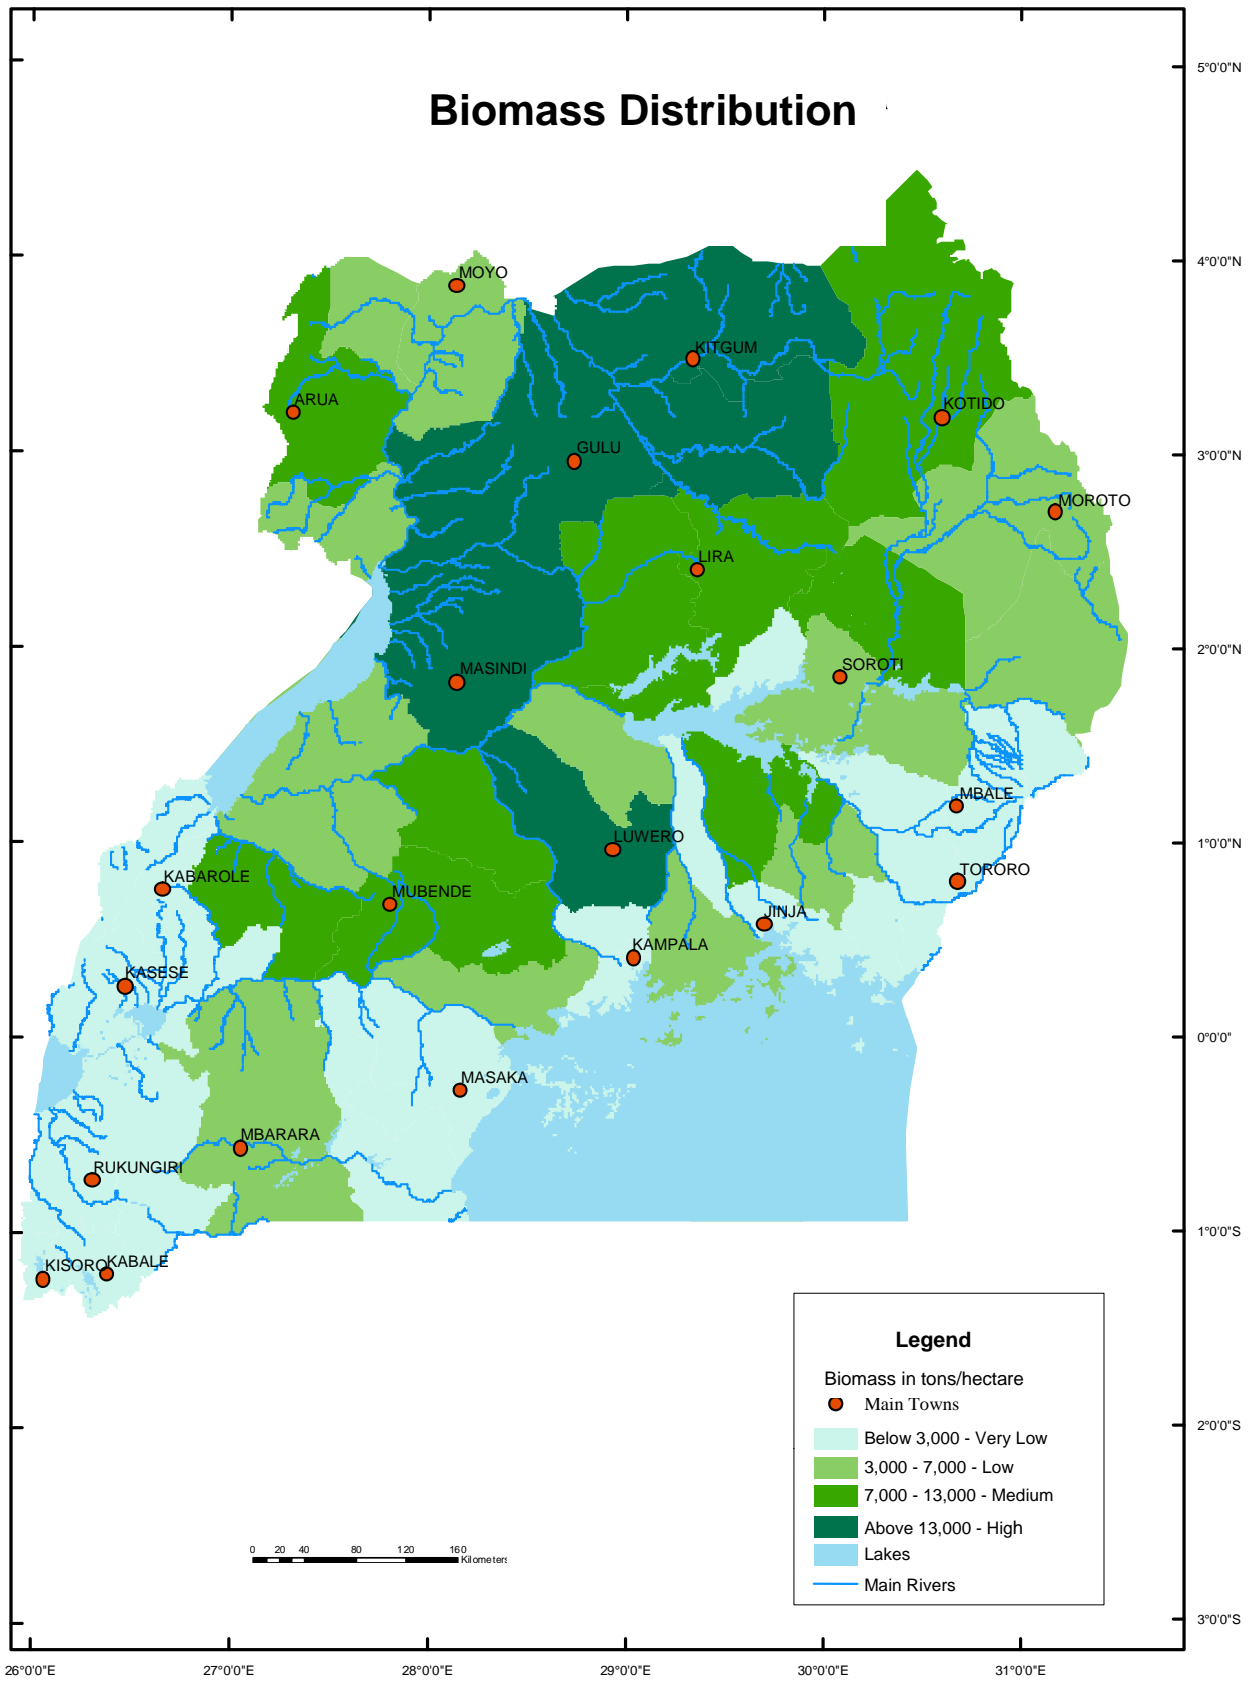 Biomass Distribution
5°0'0"N
4°0'0"N
3°0'0"N
2°0'0"N
1°0'0"N
0°0'0"
1°0'0"S
2°0'0"S
3°0'0"S
MOYO
KITGUM
ARUA
KOTIDO
GULU
MOROTO
LIRA
SOROTI
MASINDI
MBALE
LUWERO
TORORO
KABAROLE
MUBENDE
JINJA
KAMPALA
KASESE
MASAKA
MBARARA
RUKUNGIRI
KISORO
KABALE
Legend
Biomass in tons/hectare
Main Towns
Below 3,000 - Very Low
3,000 - 7,000 - Low
7,000 - 13,000 - Medium
Above 13,000 - High
Lakes
Main Rivers
0 20 40 80 120 160
Kilometers
26°0'0"E 27°0'0"E 28°0'0"E 29°0'0"E 30°0'0"E 31°0'0"E